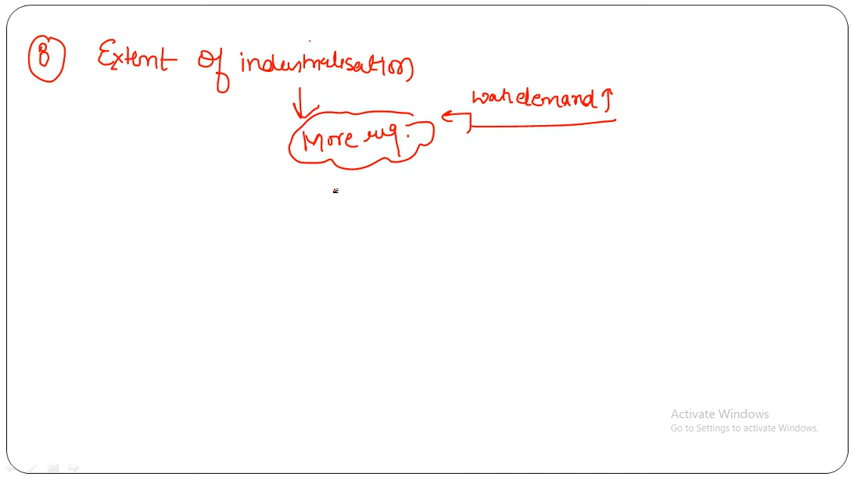 8 Extent of industrialisation
water demand ↑
More req.
Activate Windows
Go to Settings to activate Windows.